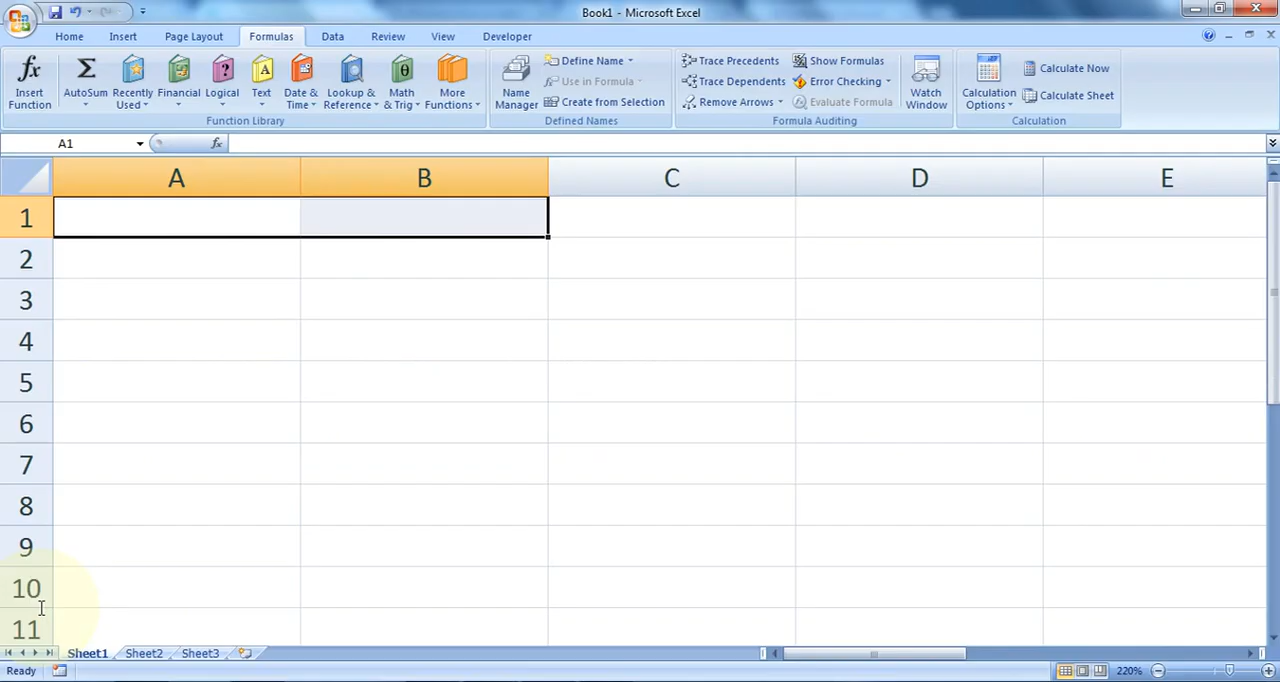 Book1 - Microsoft Excel
Home Insert Page Layout Formulas Data Review View Developer
fx Insert Function
Σ AutoSum
Recently Used
Financial
? Logical
A Text
Date & Time
Lookup & Reference
θ Math & Trig
More Functions
Function Library
Name Manager
Define Name
Use in Formula
Create from Selection
Defined Names
Trace Precedents
Trace Dependents
Remove Arrows
Show Formulas
Error Checking
Evaluate Formula
Formula Auditing
Watch Window
Calculation Options
Calculate Now
Calculate Sheet
Calculation
A1 fx
A B C D E
1
2
3
4
5
6
7
8
9
10
11
Sheet1 Sheet2 Sheet3
Ready 220%